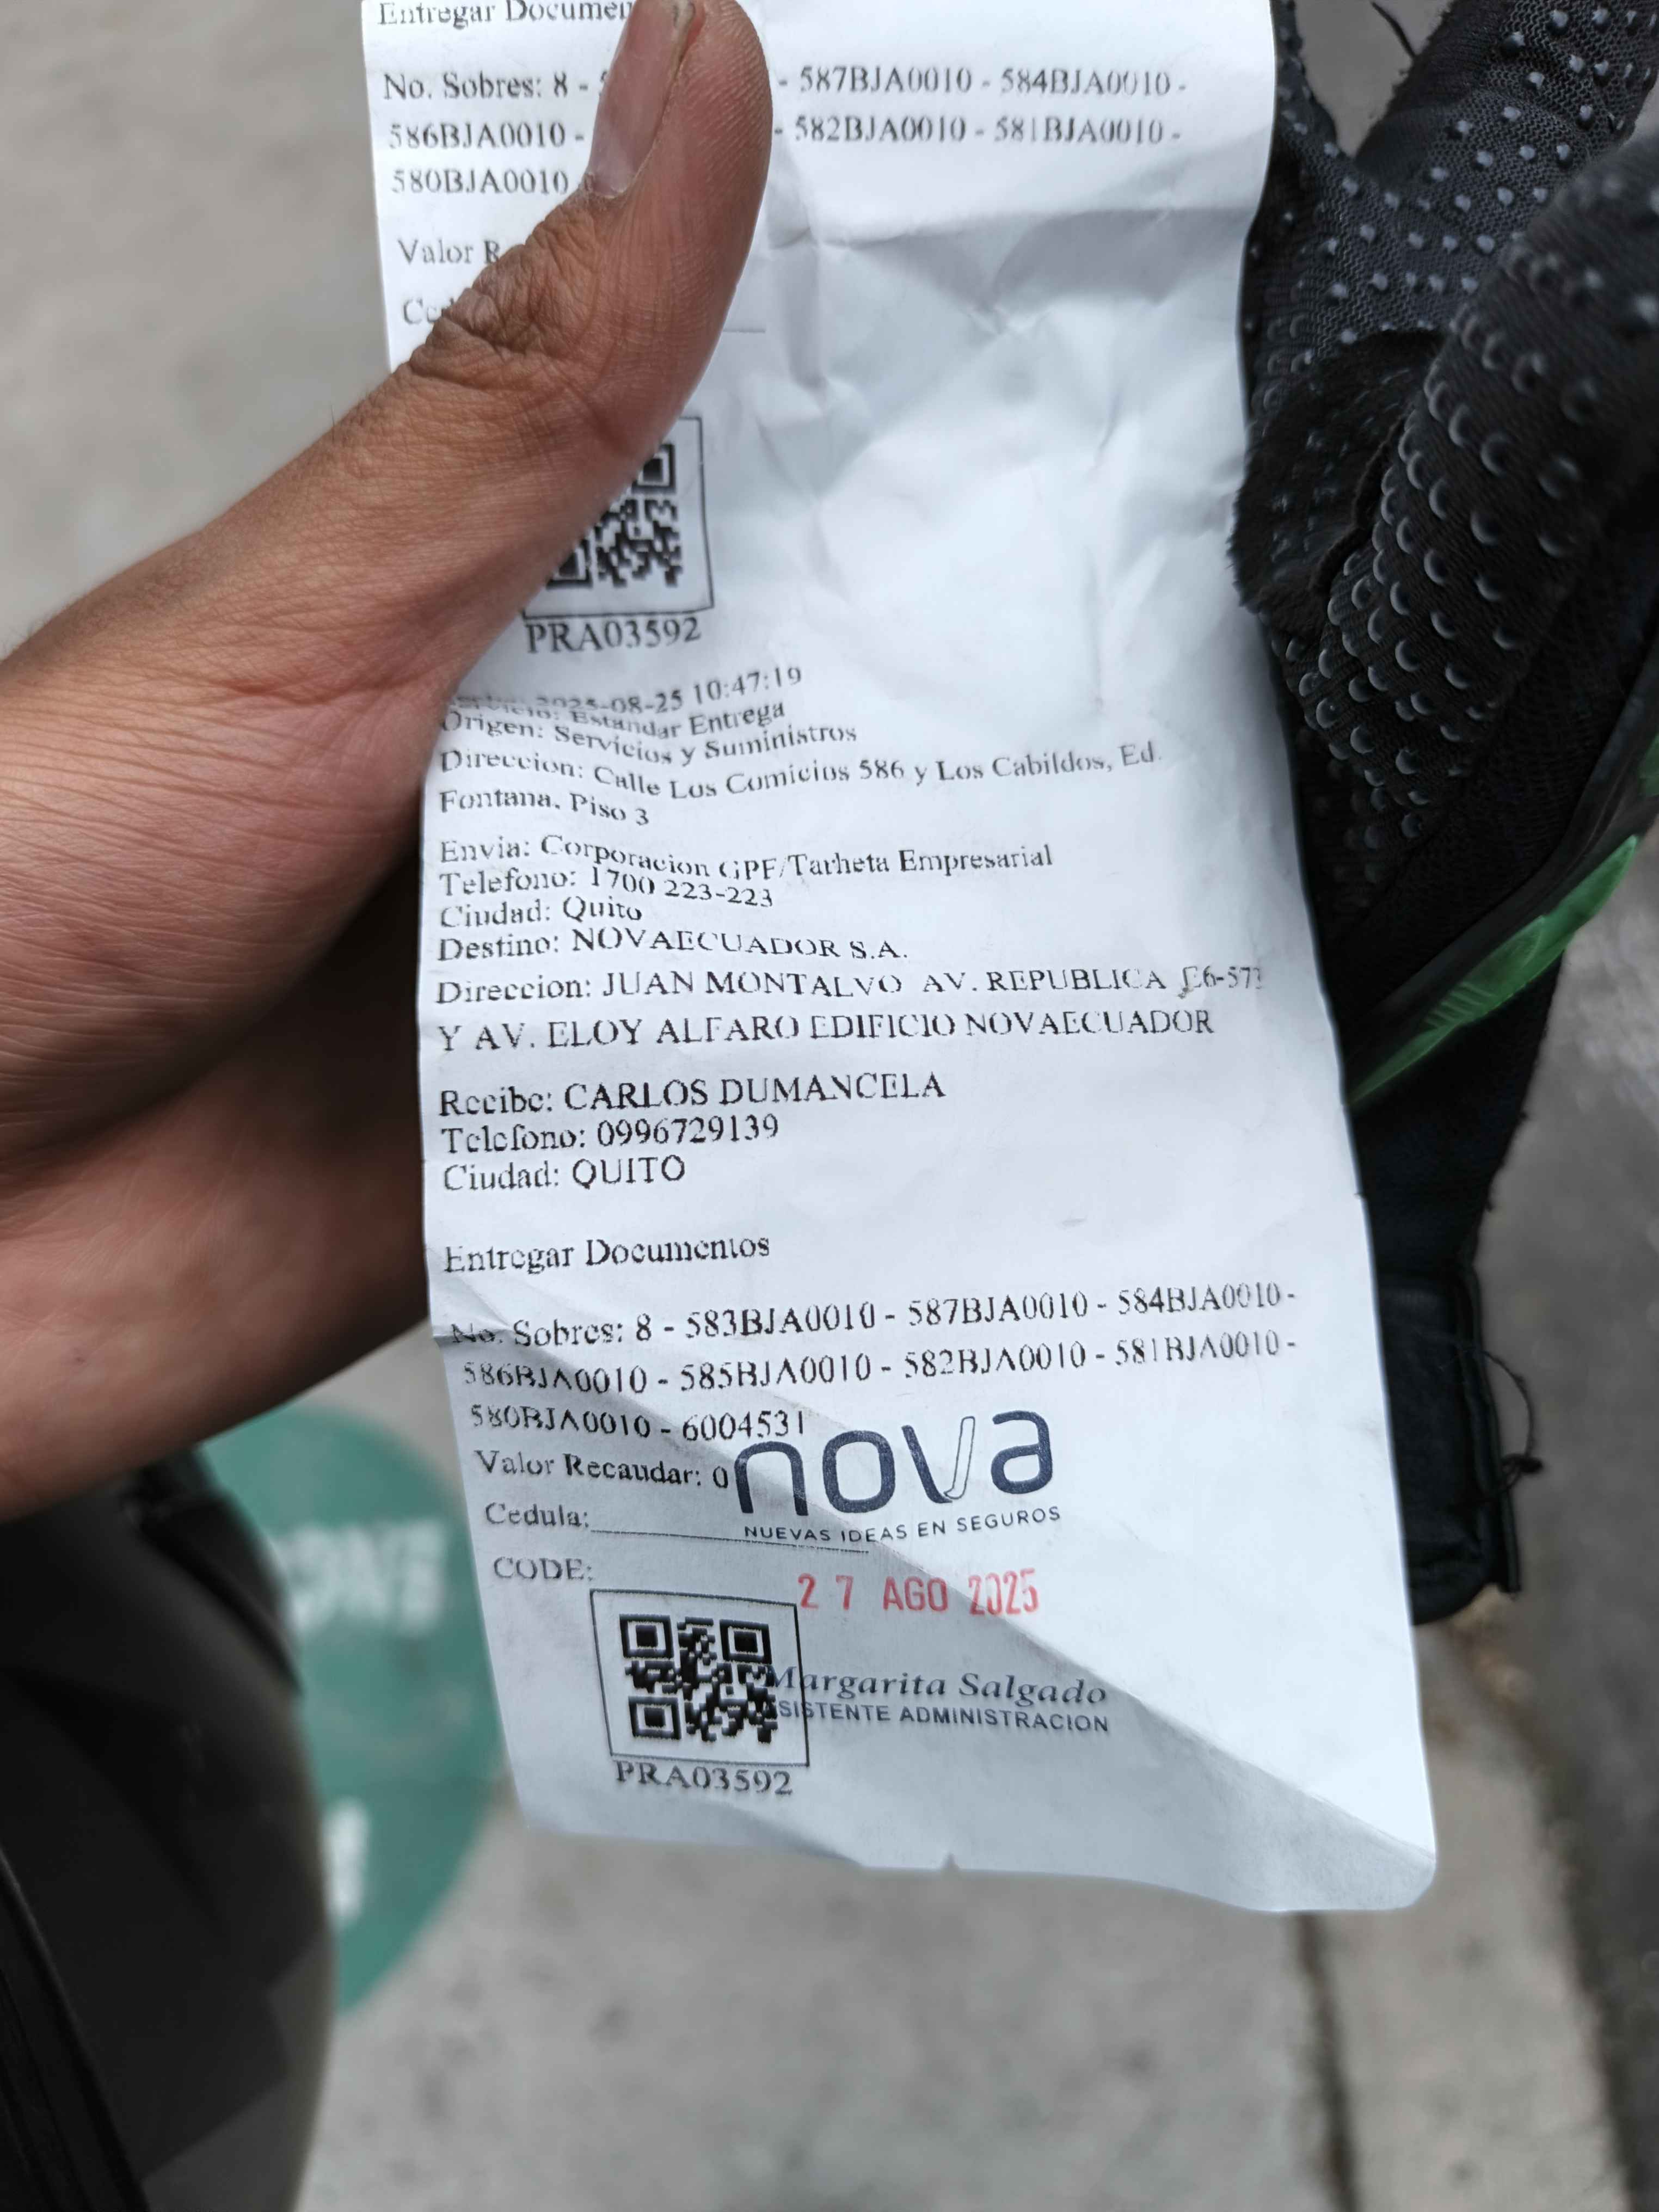 Entregar
No. Sobres: 8 - - 587BJA0010 - 584BJA0010 -
586BJA0010 - - 582BJA0010 - 581BJA0010 -
580BJA0010
Valor
PRA03592
2025-08-25 10:47:19
Servicio: Estandar Entrega
Origen: Servicios y Suministros
Direccion: Calle Los Comicios 586 y Los Cabildos, Ed.
Fontana. Piso 3
Envia: Corporacion GPF/Tarheta Empresarial
Telefono: 1700 223-223
Ciudad: Quito
Destino: NOVAECUADOR S.A.
Direccion: JUAN MONTALVO AV. REPUBLICA E6-573
Y AV. ELOY ALFARO EDIFICIO NOVAECUADOR
Recibe: CARLOS DUMANCELA
Telefono: 0996729139
Ciudad: QUITO
Entregar Documentos
No. Sobres: 8 - 583BJA0010 - 587BJA0010 - 584BJA0010 -
586BJA0010 - 585BJA0010 - 582BJA0010 - 581BJA0010 -
580BJA0010 - 6004531
Valor Recaudar: 0
nova
NUEVAS IDEAS EN SEGUROS
Cedula:
CODE:
27 AGO 2025
Margarita Salgado
ASISTENTE ADMINISTRACION
PRA03592